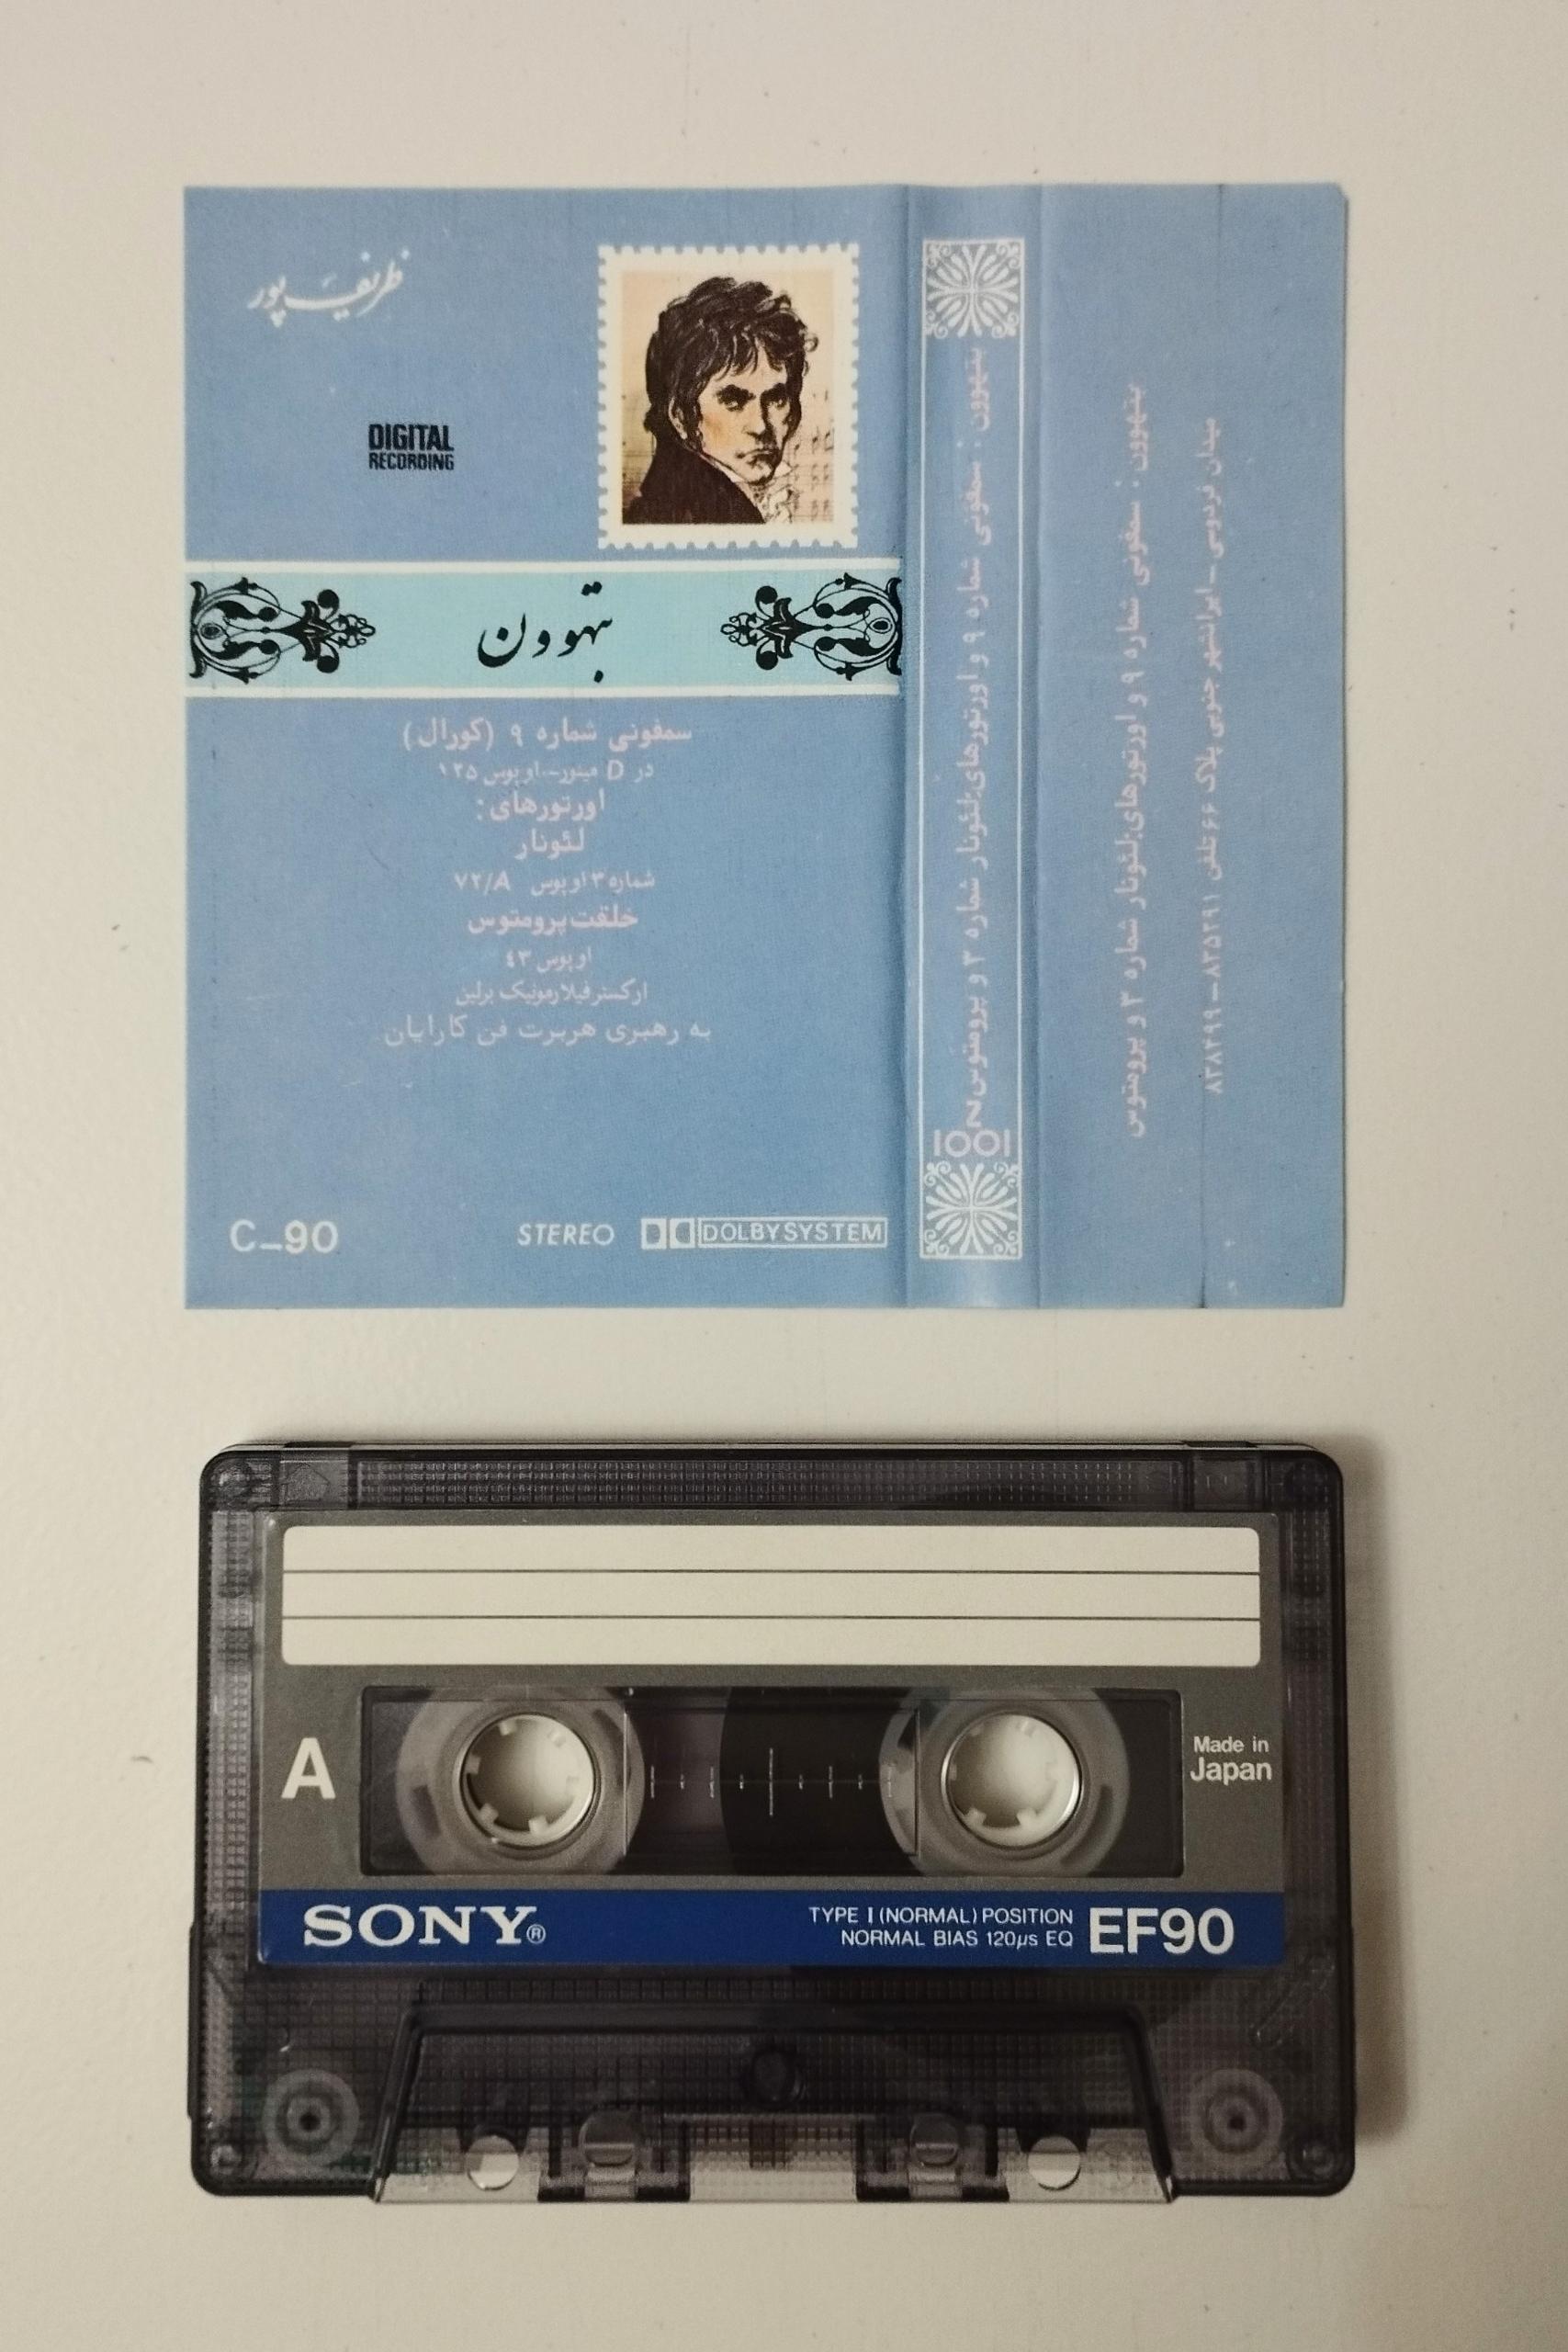 ظریف‌پور
DIGITAL
RECORDING
بتهوون
سمفونی شماره ۹ (کورال)
در D مینور-اوپوس ۱۲۵
اورتورهای:
لئونار
شماره ۳ اوپوس ۷۲/A
خلقت پرومتوس
اوپوس ۴۳
ارکستر فیلارمونیک برلین
به رهبری هربرت فن کارایان
C-90
STEREO DOLBY SYSTEM
بتهوون: سمفونی شماره ۹ و اورتورهای:لئونار شماره ۳ و پرومتوس N
1001
بتهوون: سمفونی شماره ۹ و اورتورهای:لئونار شماره ۳ و پرومتوس
میدان فردوسی - ایرانشهر جنوبی پلاک ۶۶ تلفن ۸۲۵۲۹۱ - ۸۲۸۴۹۹
A
Made in
Japan
SONY®
TYPE I (NORMAL) POSITION
NORMAL BIAS 120µs EQ
EF90